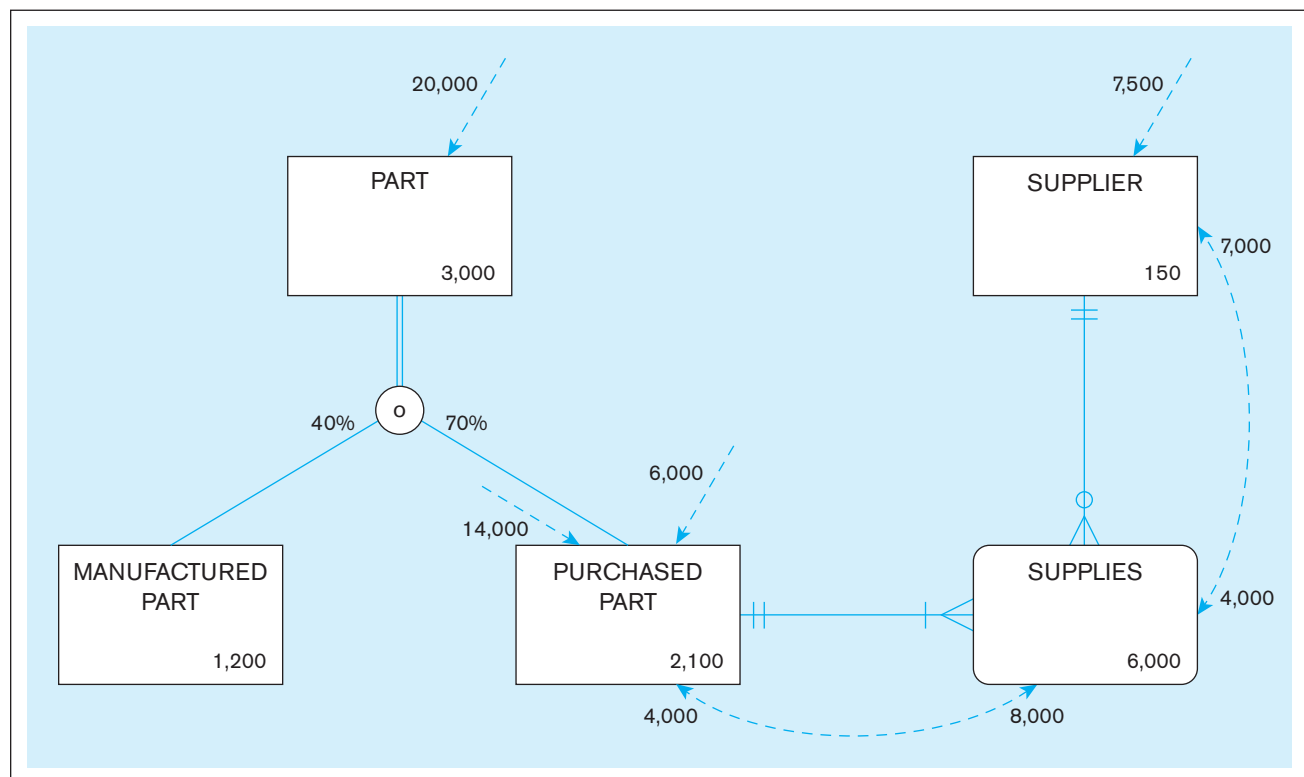 20,000
7,500
PART
3,000
SUPPLIER
150
7,000
40%
o
70%
6,000
14,000
MANUFACTURED
PART
1,200
PURCHASED
PART
2,100
SUPPLIES
6,000
4,000
4,000
8,000